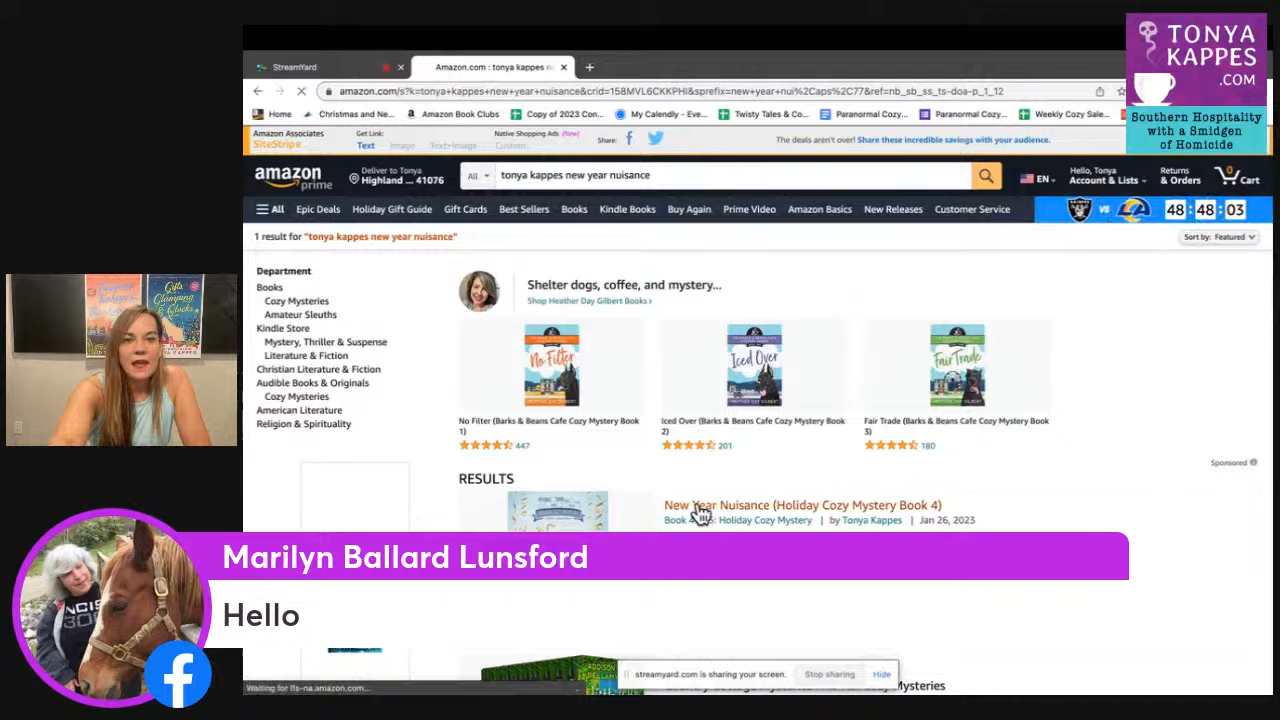 StreamYard
Amazon.com : tonya kappes n
amazon.com/s?k=tonya+kappes+new+year+nuisance&crid=158MVL6CKKPHI&sprefix=new+year+nui%2Caps%2C77&ref=nb_sb_ss_ts-doa-p_1_12
Home
Christmas and Ne...
Amazon Book Clubs
Copy of 2023 Con...
My Calendly - Eve...
Twisty Tales & Co...
Paranormal Cozy...
Paranormal Cozy...
Weekly Cozy Sale...
TONYA
KAPPES
.COM
Southern Hospitality
with a Smidgen
of Homicide
Amazon Associates
SiteStripe
Get Link:
Text
Image
Text+Image
Native Shopping Ads (New)
Custom
Share:
The deals aren't over! Share these incredible savings with your audience.
amazon
prime
Deliver to Tonya
Highland ... 41076
All
tonya kappes new year nuisance
EN
Hello, Tonya
Account & Lists
Returns
& Orders
0
Cart
All
Epic Deals
Holiday Gift Guide
Gift Cards
Best Sellers
Books
Kindle Books
Buy Again
Prime Video
Amazon Basics
New Releases
Customer Service
VS
48:48:03
1 result for "tonya kappes new year nuisance"
Sort by: Featured
Department
Books
Cozy Mysteries
Amateur Sleuths
Kindle Store
Mystery, Thriller & Suspense
Literature & Fiction
Christian Literature & Fiction
Audible Books & Originals
Cozy Mysteries
American Literature
Religion & Spirituality
Shelter dogs, coffee, and mystery...
Shop Heather Day Gilbert Books ›
No Filter
Iced Over
Fair Trade
No Filter (Barks & Beans Cafe Cozy Mystery Book
1)
447
Iced Over (Barks & Beans Cafe Cozy Mystery Book
2)
201
Fair Trade (Barks & Beans Cafe Cozy Mystery Book
3)
180
Sponsored
RESULTS
New Year Nuisance (Holiday Cozy Mystery Book 4)
Holiday Cozy Mystery | by Tonya Kappes | Jan 26, 2023
Gifts
Glamping
& Glocks
KAPPES
Marilyn Ballard Lunsford
Hello
NCIS
ADDISON
streamyard.com is sharing your screen.
Stop sharing
Hide
Mysteries
Waiting for fls-na.amazon.com...